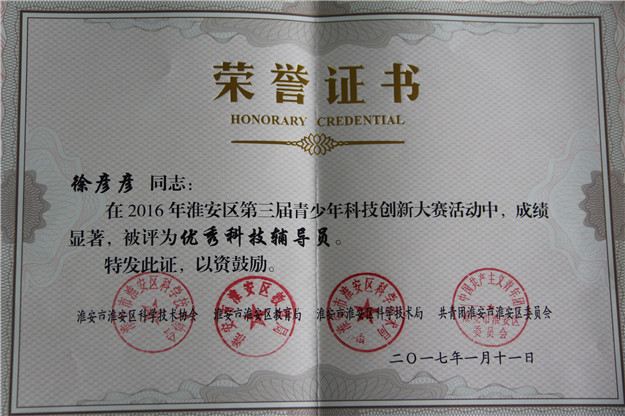 荣誉证书
HONORARY CREDENTIAL
徐彦彦 同志：
在2016年淮安区第三届青少年科技创新大赛活动中，成绩
显著，被评为优秀科技辅导员。
特发此证，以资鼓励。
淮安市淮安区科学技术协会 淮安市淮安区教育局 淮安市淮安区科学技术局 共青团淮安市淮安区委员会
二〇一七年一月十一日